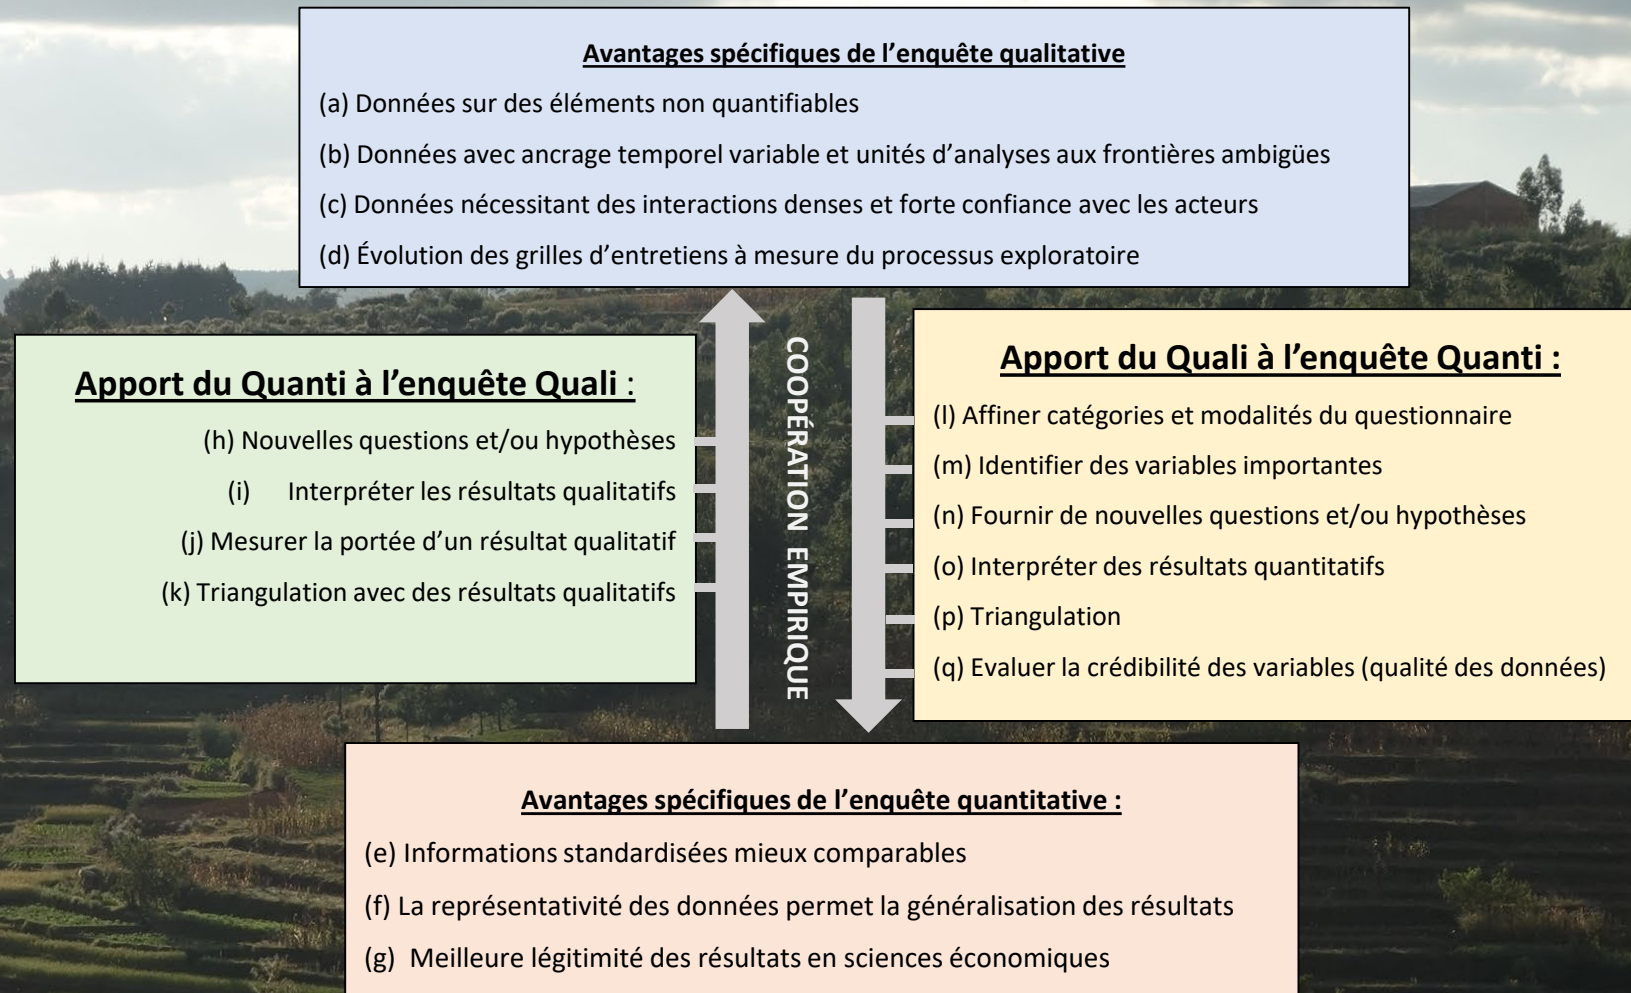 Avantages spécifiques de l’enquête qualitative
(a) Données sur des éléments non quantifiables
(b) Données avec ancrage temporel variable et unités d’analyses aux frontières ambigües
(c) Données nécessitant des interactions denses et forte confiance avec les acteurs
(d) Évolution des grilles d’entretiens à mesure du processus exploratoire
Apport du Quanti à l’enquête Quali :
(h) Nouvelles questions et/ou hypothèses
(i) Interpréter les résultats qualitatifs
(j) Mesurer la portée d’un résultat qualitatif
(k) Triangulation avec des résultats qualitatifs
COOPÉRATION EMPIRIQUE
Apport du Quali à l’enquête Quanti :
(l) Affiner catégories et modalités du questionnaire
(m) Identifier des variables importantes
(n) Fournir de nouvelles questions et/ou hypothèses
(o) Interpréter des résultats quantitatifs
(p) Triangulation
(q) Evaluer la crédibilité des variables (qualité des données)
Avantages spécifiques de l’enquête quantitative :
(e) Informations standardisées mieux comparables
(f) La représentativité des données permet la généralisation des résultats
(g) Meilleure légitimité des résultats en sciences économiques